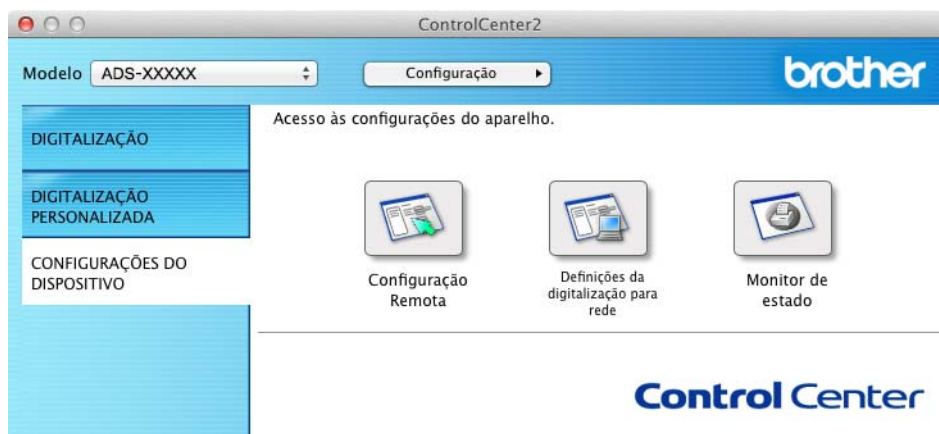 ControlCenter2
Modelo ADS-XXXXX Configuração brother
DIGITALIZAÇÃO
DIGITALIZAÇÃO
PERSONALIZADA
CONFIGURAÇÕES DO
DISPOSITIVO
Acesso às configurações do aparelho.
Configuração
Remota
Definições da
digitalização para
rede
Monitor de
estado
Control Center